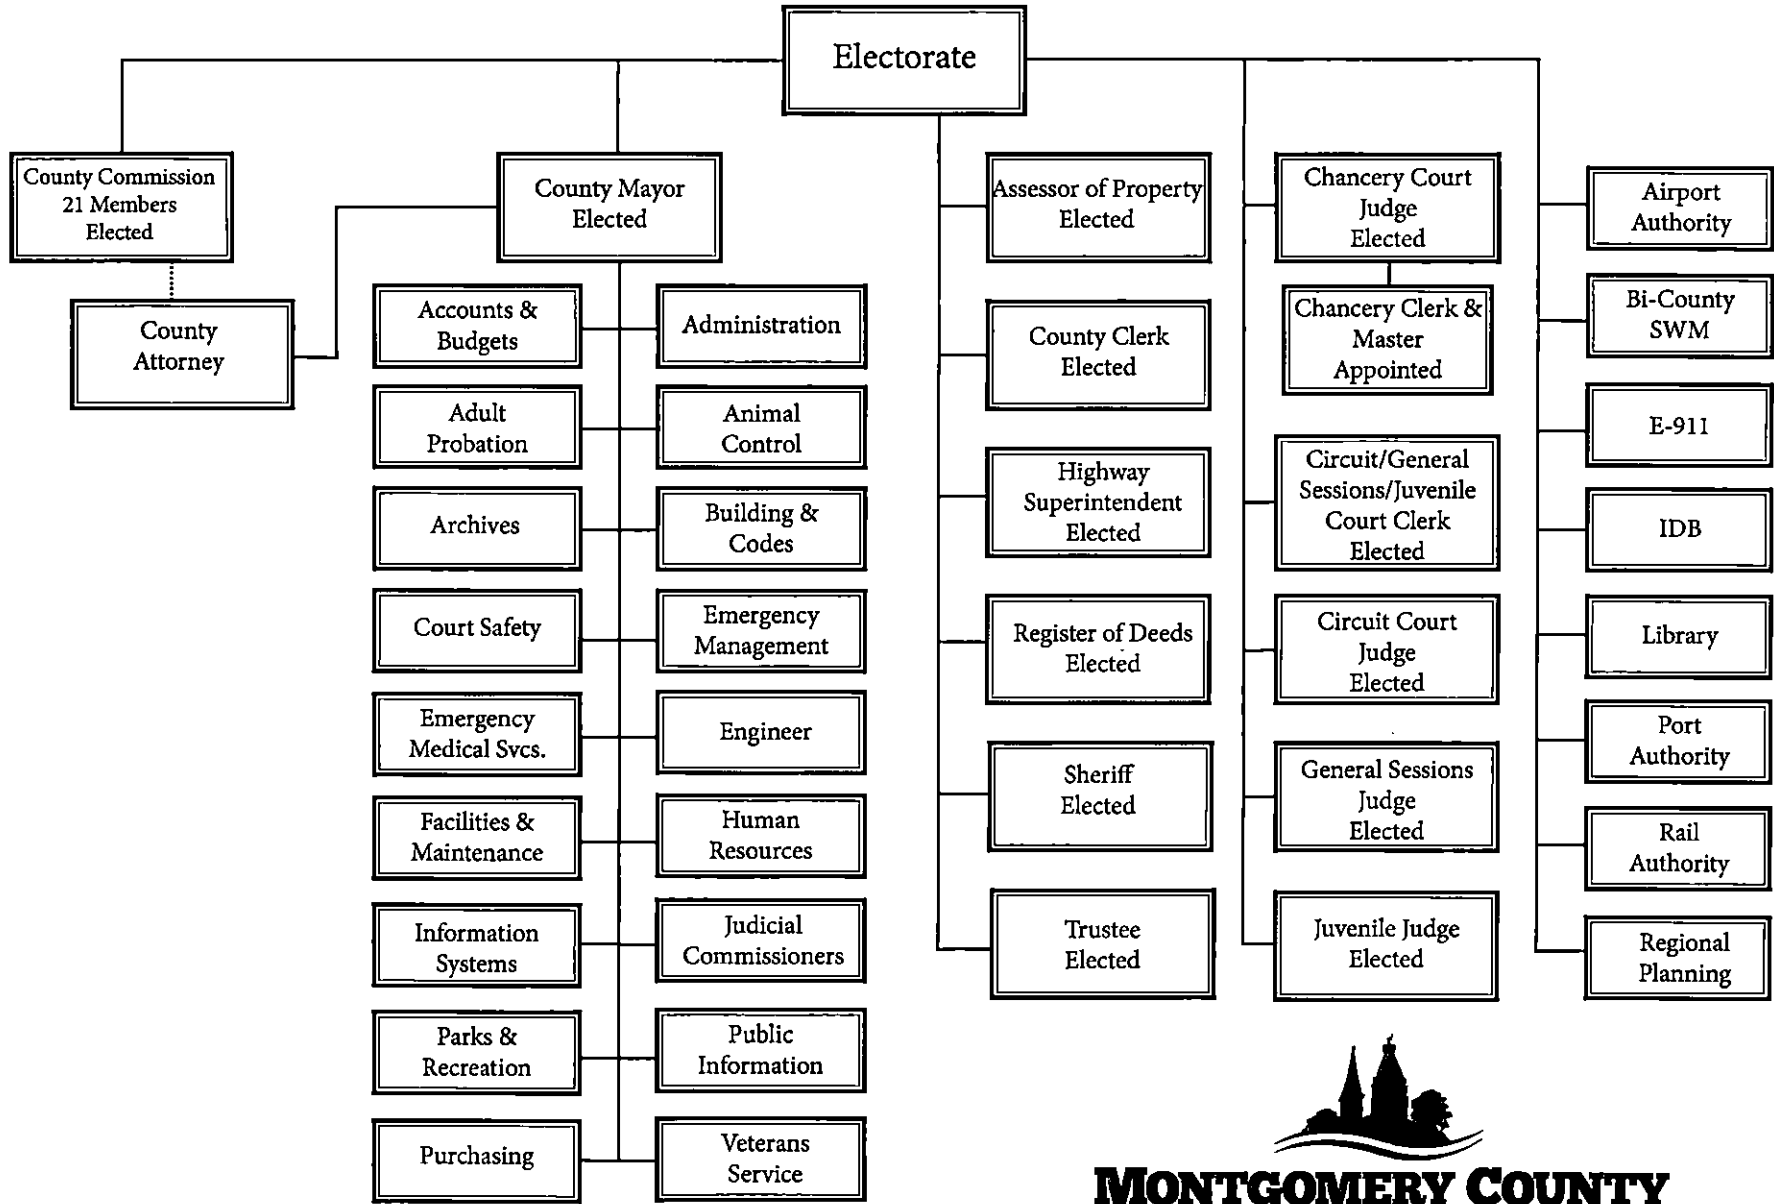 Electorate
County Commission
21 Members
Elected
County Mayor
Elected
County
Attorney
Accounts &
Budgets
Administration
Adult
Probation
Animal
Control
Archives
Building &
Codes
Court Safety
Emergency
Management
Emergency
Medical Svcs.
Engineer
Facilities &
Maintenance
Human
Resources
Information
Systems
Judicial
Commissioners
Parks &
Recreation
Public
Information
Purchasing
Veterans
Service
Assessor of Property
Elected
County Clerk
Elected
Highway
Superintendent
Elected
Register of Deeds
Elected
Sheriff
Elected
Trustee
Elected
Chancery Court
Judge
Elected
Chancery Clerk &
Master
Appointed
Circuit/General
Sessions/Juvenile
Court Clerk
Elected
Circuit Court
Judge
Elected
General Sessions
Judge
Elected
Juvenile Judge
Elected
Airport
Authority
Bi-County
SWM
E-911
IDB
Library
Port
Authority
Rail
Authority
Regional
Planning
MONTGOMERY COUNTY